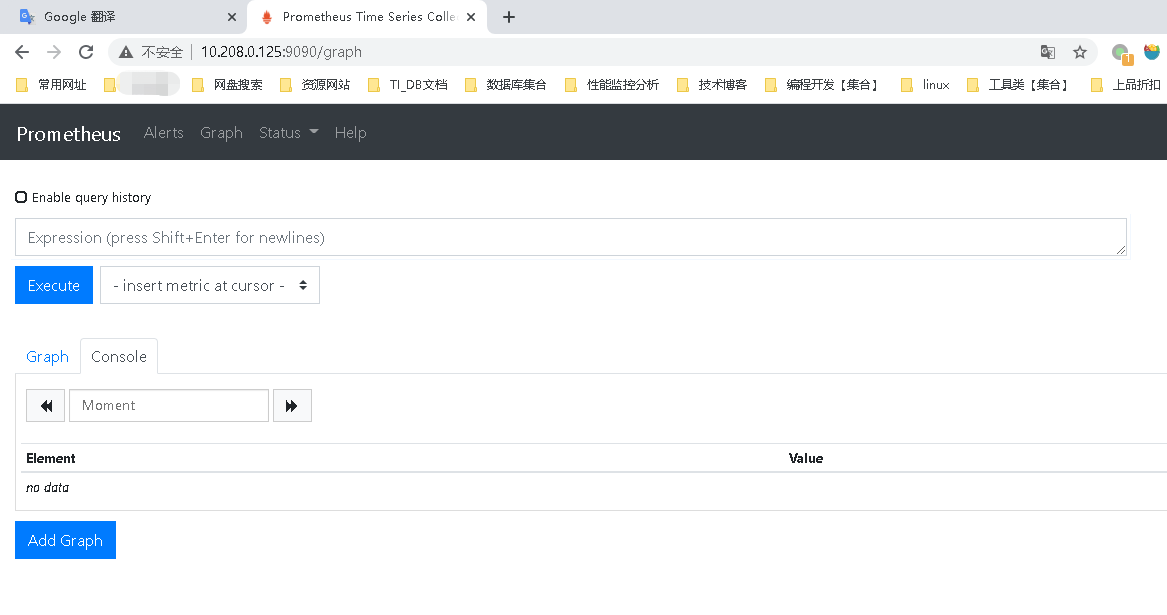 Google 翻译
Prometheus Time Series Colle
不安全 10.208.0.125:9090/graph
常用网址 网盘搜索 资源网站 TI_DB文档 数据库集合 性能监控分析 技术博客 编程开发【集合】 linux 工具类【集合】 上品折扣
Prometheus Alerts Graph Status Help
Enable query history
Expression (press Shift+Enter for newlines)
Execute - insert metric at cursor -
Graph Console
Moment
Element Value
no data
Add Graph